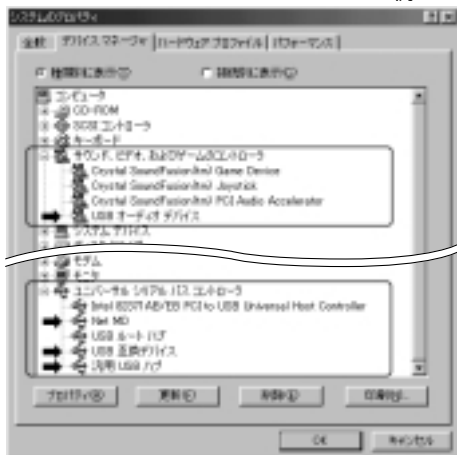 システムのプロパティ
全般 デバイス マネージャ ハードウェア プロファイル パフォーマンス
種類別に表示(T) 接続別に表示(C)
コンピュータ
CD-ROM
SCSI コントローラ
キーボード
サウンド、ビデオ、およびゲームのコントローラ
Crystal SoundFusion(tm) Game Device
Crystal SoundFusion(tm) Joystick
Crystal SoundFusion(tm) PCI Audio Accelerator
USB オーディオ デバイス
システム デバイス
モデム
モニタ
ユニバーサル シリアル バス コントローラ
Intel 82371AB/EB PCI to USB Universal Host Controller
Net MD
USB ルート ハブ
USB 互換デバイス
汎用 USB ハブ
プロパティ(R) 更新(F) 削除(E) 印刷(N)...
OK キャンセル